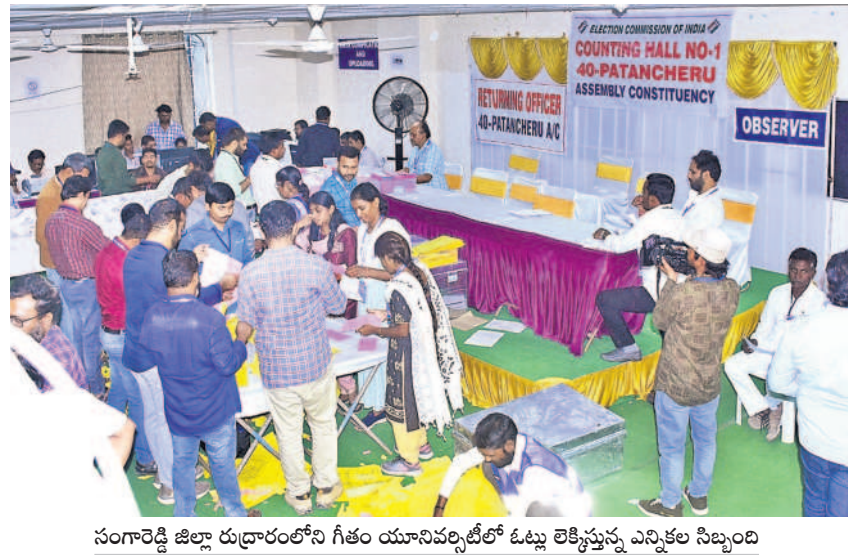 ELECTION COMMISSION OF INDIA
COUNTING HALL NO-1
40-PATANCHERU
ASSEMBLY CONSTITUENCY
RETURNING OFFICER
40-PATANCHERU A/C
OBSERVER
సంగారెడ్డి జిల్లా రుద్రారంలోని గీతం యూనివర్సిటీలో ఓట్లు లెక్కిస్తున్న ఎన్నికల సిబ్బంది